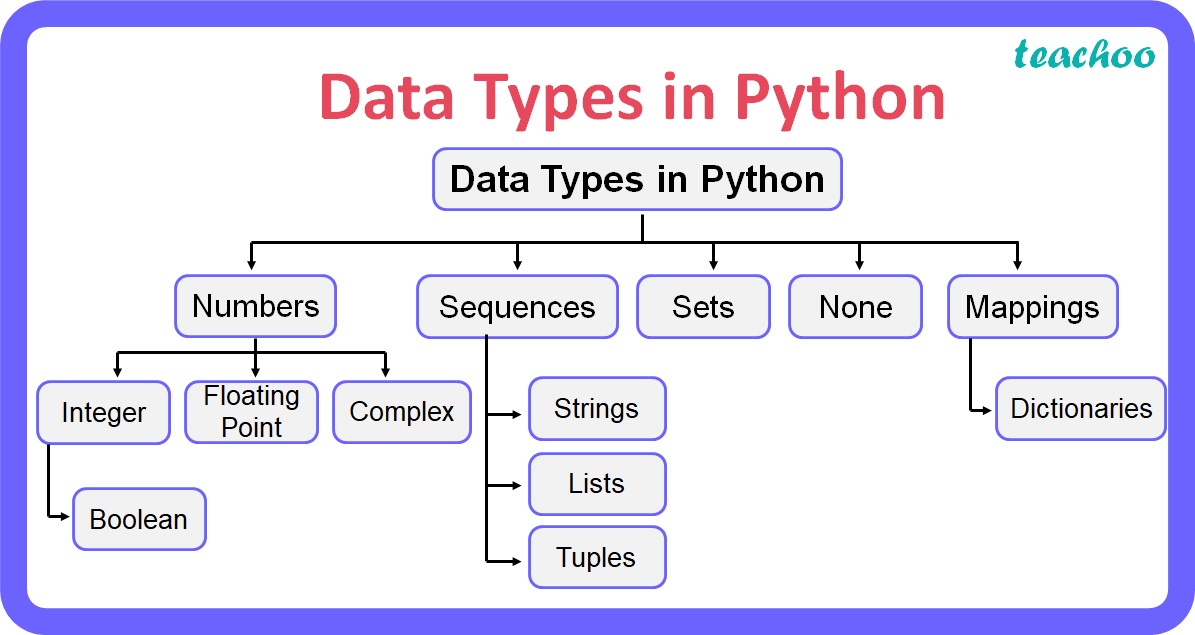 teachoo
Data Types in Python
Data Types in Python
Numbers
Sequences
Sets
None
Mappings
Integer
Floating
Point
Complex
Boolean
Strings
Lists
Tuples
Dictionaries